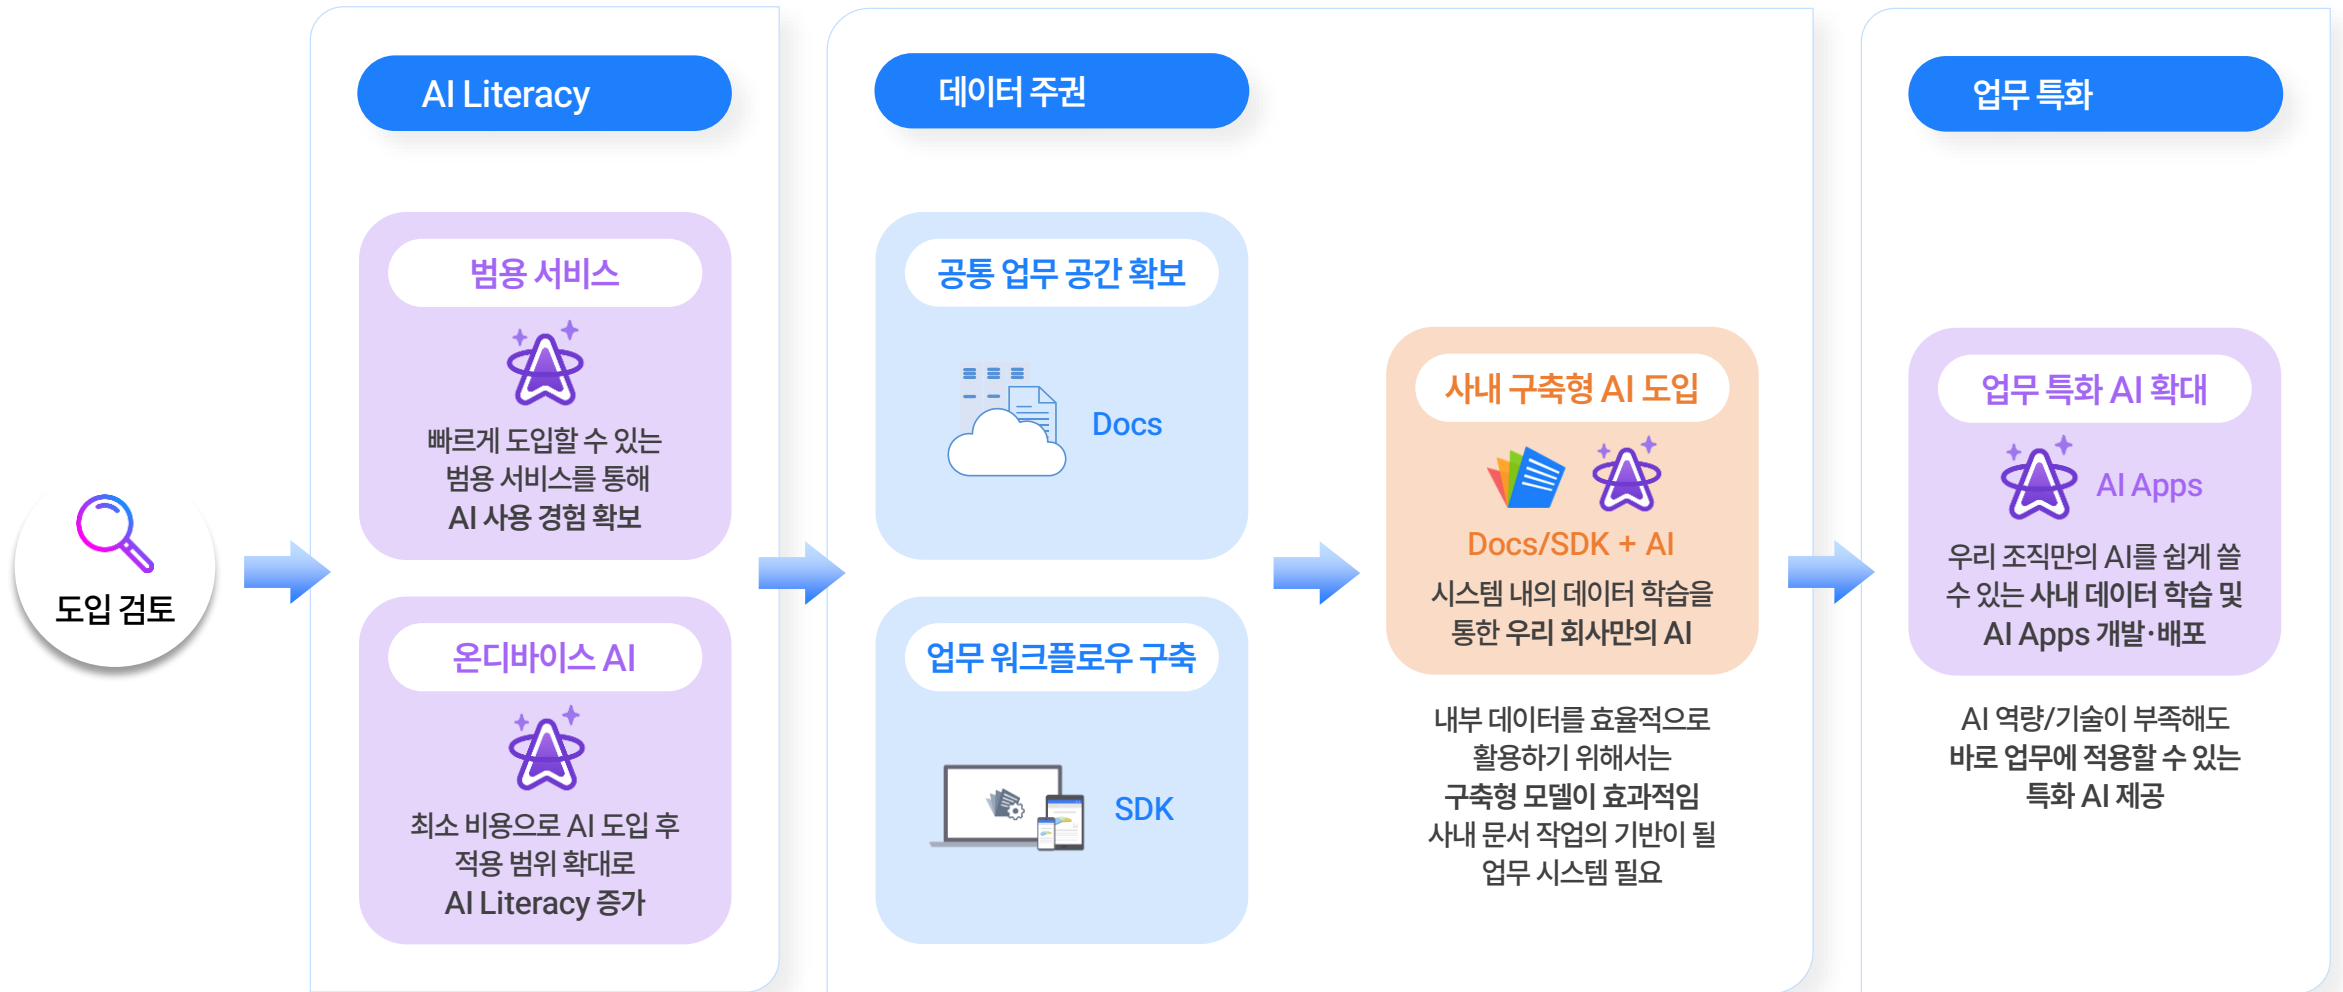 도입 검토
AI Literacy
범용 서비스
빠르게 도입할 수 있는
범용 서비스를 통해
AI 사용 경험 확보
온디바이스 AI
최소 비용으로 AI 도입 후
적용 범위 확대로
AI Literacy 증가
데이터 주권
공통 업무 공간 확보
Docs
업무 워크플로우 구축
SDK
사내 구축형 AI 도입
Docs/SDK + AI
시스템 내의 데이터 학습을
통한 우리 회사만의 AI
내부 데이터를 효율적으로
활용하기 위해서는
구축형 모델이 효과적임
사내 문서 작업의 기반이 될
업무 시스템 필요
업무 특화
업무 특화 AI 확대
AI Apps
우리 조직만의 AI를 쉽게 쓸
수 있는 사내 데이터 학습 및
AI Apps 개발·배포
AI 역량/기술이 부족해도
바로 업무에 적용할 수 있는
특화 AI 제공